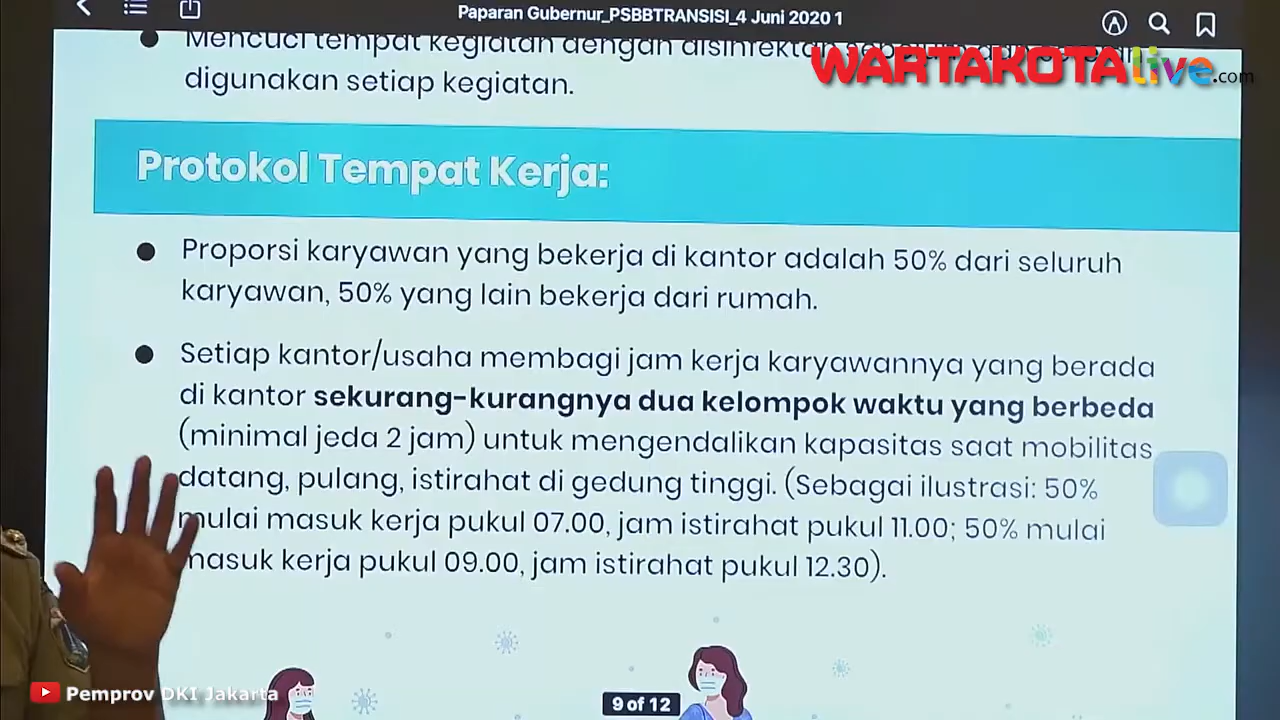 Paparan Gubernur_PSBBTRANSISI_4 Juni 2020 1
WARTAKOTAlive.com
Mencuci tempat kegiatan dengan disinfektan
digunakan setiap kegiatan.
Protokol Tempat Kerja:
Proporsi karyawan yang bekerja di kantor adalah 50% dari seluruh
karyawan, 50% yang lain bekerja dari rumah.
Setiap kantor/usaha membagi jam kerja karyawannya yang berada
di kantor sekurang-kurangnya dua kelompok waktu yang berbeda
(minimal jeda 2 jam) untuk mengendalikan kapasitas saat mobilitas
datang, pulang, istirahat di gedung tinggi. (Sebagai ilustrasi: 50%
mulai masuk kerja pukul 07.00, jam istirahat pukul 11.00; 50% mulai
masuk kerja pukul 09.00, jam istirahat pukul 12.30).
Pemprov DKI Jakarta
9 of 12